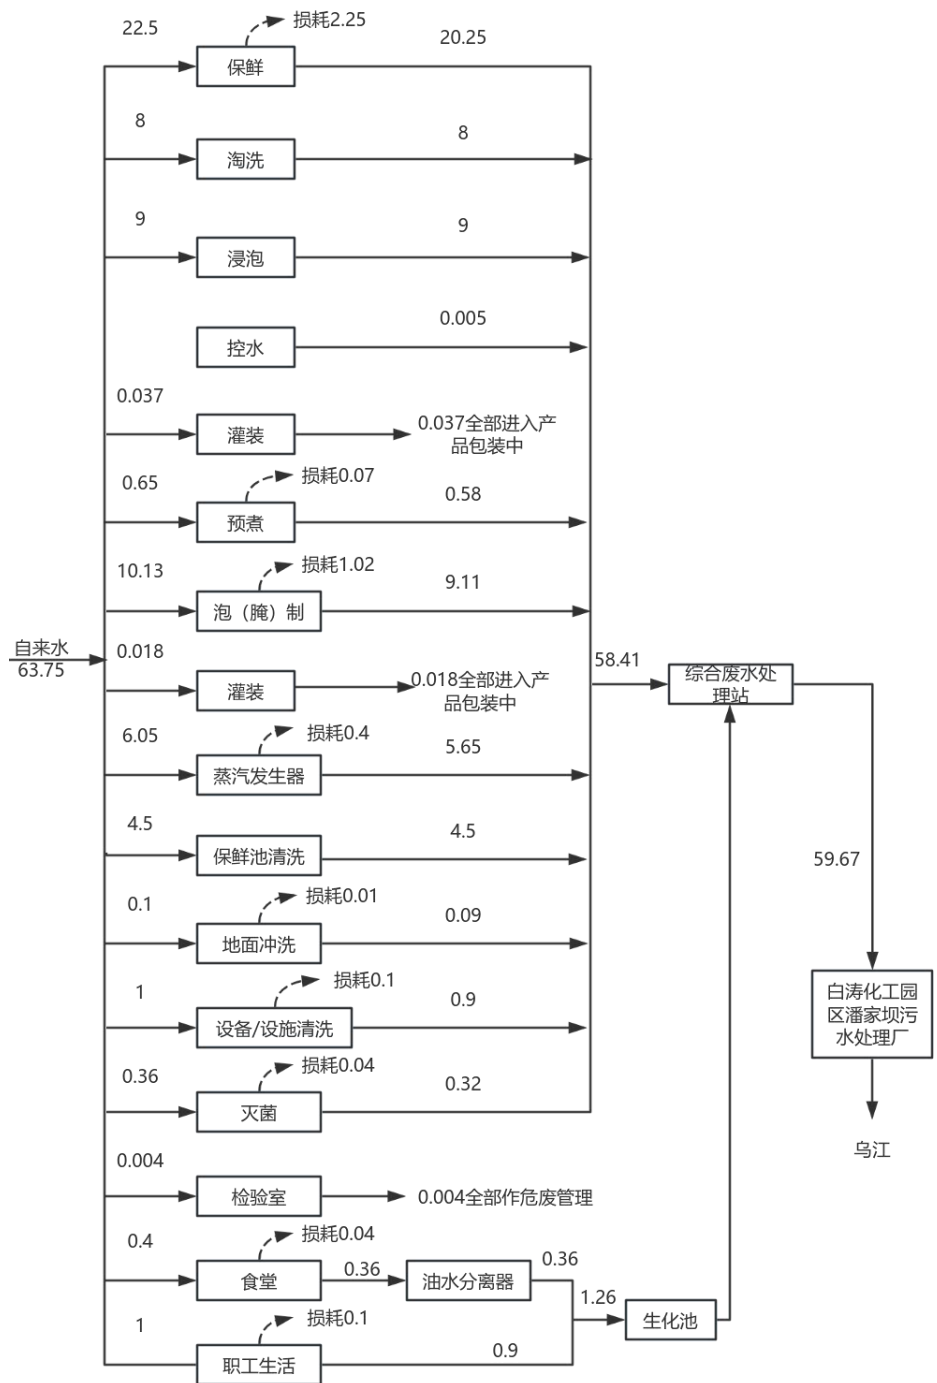 22.5
损耗2.25
20.25
保鲜
8
8
淘洗
9
9
浸泡
0.005
控水
0.037
灌装
0.037全部进入产
品包装中
0.65
损耗0.07
0.58
预煮
10.13
损耗1.02
9.11
泡（腌）制
自来水
63.75
0.018
灌装
0.018全部进入产
品包装中
58.41
综合废水处
理站
6.05
损耗0.4
5.65
蒸汽发生器
4.5
4.5
保鲜池清洗
59.67
0.1
损耗0.01
0.09
地面冲洗
1
损耗0.1
0.9
设备/设施清洗
白涛化工园
区潘家坝污
水处理厂
0.36
损耗0.04
0.32
灭菌
乌江
0.004
检验室
0.004全部作危废管理
0.4
损耗0.04
食堂
0.36
油水分离器
0.36
1.26
生化池
1
损耗0.1
0.9
职工生活